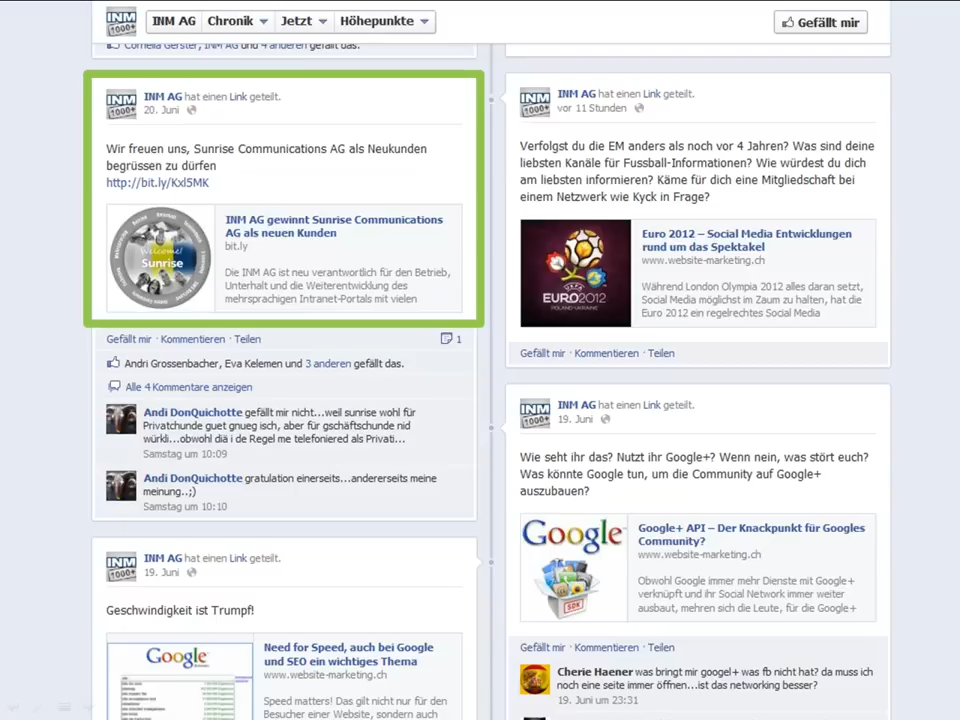 INM AG Chronik Jetzt Höhepunkte
Gefällt mir
Cornelia Gerster, INM AG und 4 anderen gefällt das.
INM AG hat einen Link geteilt.
20. Juni
Wir freuen uns, Sunrise Communications AG als Neukunden
begrüssen zu dürfen
http://bit.ly/Kxl5MK
Welcome!
Sunrise
INM AG gewinnt Sunrise Communications
AG als neuen Kunden
bit.ly
Die INM AG ist neu verantwortlich für den Betrieb,
Unterhalt und die Weiterentwicklung des
mehrsprachigen Intranet-Portals mit vielen
Gefällt mir · Kommentieren · Teilen
1
Andri Grossenbacher, Eva Kelemen und 3 anderen gefällt das.
Alle 4 Kommentare anzeigen
Andi DonQuichotte gefällt mir nicht...weil sunrise wohl für
Privatchunde guet gnueg isch, aber für gschäftschunde nid
würkli...obwohl diä i de Regel me telefoniered als Privati...
Samstag um 10:09
Andi DonQuichotte gratulation einerseits...andererseits meine
meinung..;)
Samstag um 10:10
INM AG hat einen Link geteilt.
19. Juni
Geschwindigkeit ist Trumpf!
Google
Need for Speed, auch bei Google
und SEO ein wichtiges Thema
www.website-marketing.ch
Speed matters! Das gilt nicht nur für den
Besucher einer Website, sondern auch
INM AG hat einen Link geteilt.
vor 11 Stunden
Verfolgst du die EM anders als noch vor 4 Jahren? Was sind deine
liebsten Kanäle für Fussball-Informationen? Wie würdest du dich
am liebsten informieren? Käme für dich eine Mitgliedschaft bei
einem Netzwerk wie Kyck in Frage?
UEFA
EURO2012
POLAND-UKRAINE
Euro 2012 – Social Media Entwicklungen
rund um das Spektakel
www.website-marketing.ch
Während London Olympia 2012 alles daran setzt,
Social Media möglichst im Zaum zu halten, hat die
Euro 2012 ein regelrechtes Social Media
Gefällt mir · Kommentieren · Teilen
INM AG hat einen Link geteilt.
19. Juni
Wie seht ihr das? Nutzt ihr Google+? Wenn nein, was stört euch?
Was könnte Google tun, um die Community auf Google+
auszubauen?
Google
SDK
Google+ API – Der Knackpunkt für Googles
Community?
www.website-marketing.ch
Obwohl Google immer mehr Dienste mit Google+
verknüpft und ihr Social Network immer weiter
ausbaut, mehren sich die Leute, für die Google+
Gefällt mir · Kommentieren · Teilen
Cherie Haener was bringt mir googel+ was fb nicht hat? da muss ich
noch eine seite immer öffnen...ist das networking besser?
19. Juni um 23:31